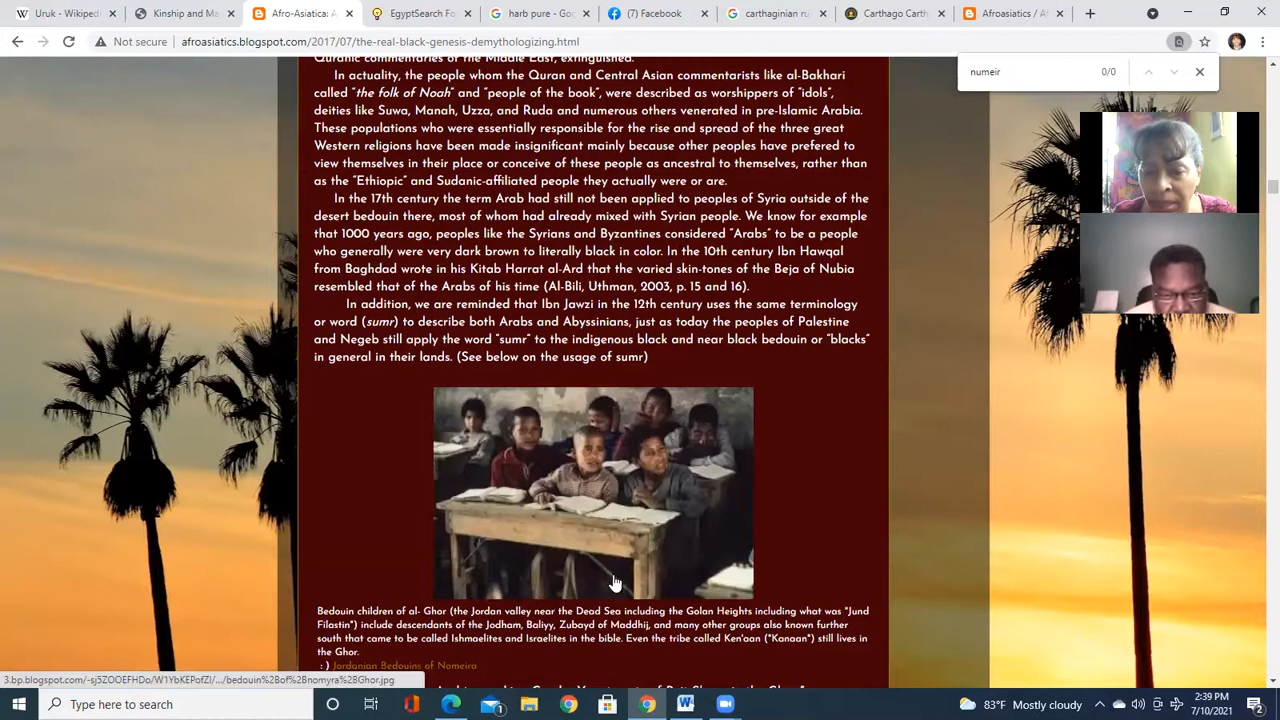 Uruk - Wikiped
Kinship and Ma
Afro-Asiatics:
EgyptSearch Fo
hare pure - Goo
(7) Facebook
carthaginian ru
Carthago Carth
Afroasiatics / Af
Not secure | afroasiatics.blogspot.com/2017/07/the-real-black-genesis-demythologizing.html
numeir 0/0
Quranic commentaries of the Middle East, extinguished.
In actuality, the people whom the Quran and Central Asian commentarists like al-Bakhari
called "the folk of Noah" and "people of the book", were described as worshippers of "idols",
deities like Suwa, Manah, Uzza, and Ruda and numerous others venerated in pre-Islamic Arabia.
These populations who were essentially responsible for the rise and spread of the three great
Western religions have been made insignificant mainly because other peoples have prefered to
view themselves in their place or conceive of these people as ancestral to themselves, rather than
as the "Ethiopic" and Sudanic-affiliated people they actually were or are.
In the 17th century the term Arab had still not been applied to peoples of Syria outside of the
desert bedouin there, most of whom had already mixed with Syrian people. We know for example
that 1000 years ago, peoples like the Syrians and Byzantines considered "Arabs" to be a people
who generally were very dark brown to literally black in color. In the 10th century Ibn Hawqal
from Baghdad wrote in his Kitab Harrat al-Ard that the varied skin-tones of the Beja of Nubia
resembled that of the Arabs of his time (Al-Bili, Uthman, 2003, p. 15 and 16).
In addition, we are reminded that Ibn Jawzi in the 12th century uses the same terminology
or word (sumr) to describe both Arabs and Abyssinians, just as today the peoples of Palestine
and Negeb still apply the word "sumr" to the indigenous black and near black bedouin or "blacks"
in general in their lands. (See below on the usage of sumr)
Bedouin children of al- Ghor (the Jordan valley near the Dead Sea including the Golan Heights including what was "Jund
Filastin") include descendants of the Jodham, Baliyy, Zubayd of Maddhij, and many other groups also known further
south that came to be called Ishmaelites and Israelites in the bible. Even the tribe called Ken'aan ("Kanaan") still lives in
the Ghor.
: ) Jordanian Bedouins of Nomeira
3.bp.blogspot.com/-sj5ZOOEFHDo/W1YbKEPofZI/.../bedouin%2Bof%2Bnomyra%2BGhor.jpg
Type here to search
83°F Mostly cloudy
2:39 PM
7/10/2021